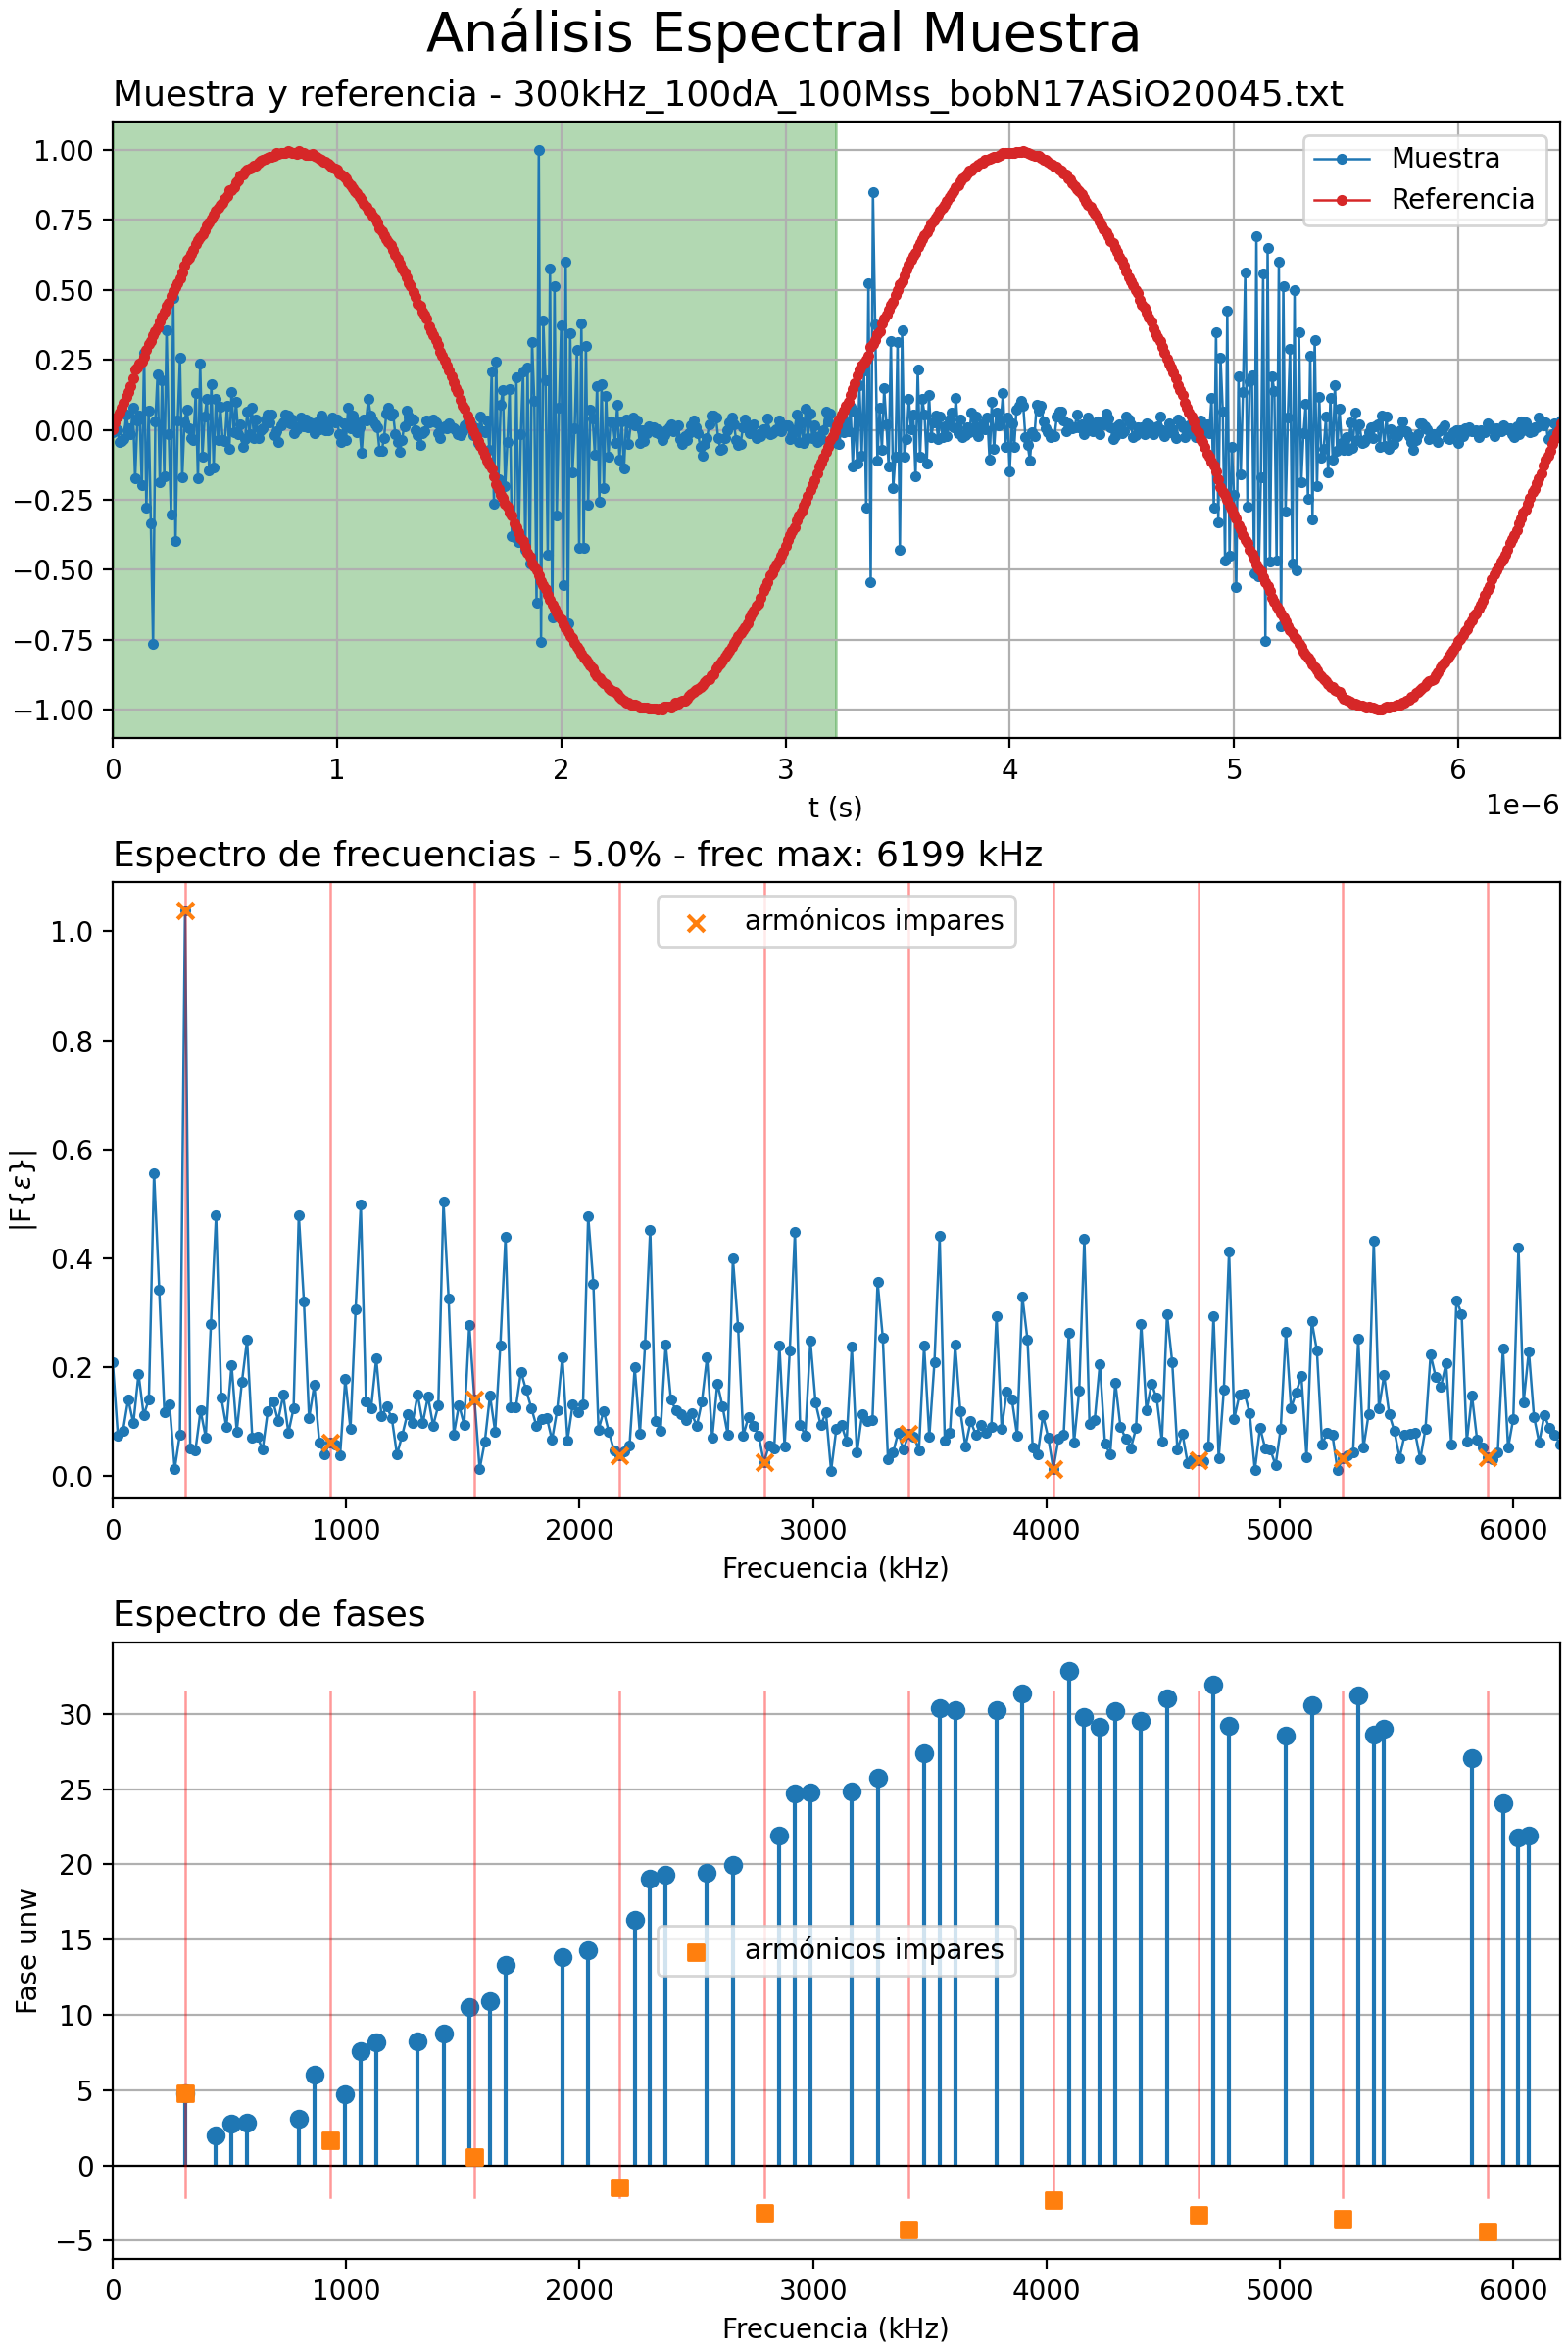 Análisis Espectral Muestra
Muestra y referencia - 300kHz_100dA_100Mss_bobN17ASiO20045.txt
Muestra
Referencia
1.00
0.75
0.50
0.25
0.00
−0.25
−0.50
−0.75
−1.00
0 1 2 3 4 5 6
1e−6
t (s)
Espectro de frecuencias - 5.0% - frec max: 6199 kHz
armónicos impares
1.0
0.8
0.6
0.4
0.2
0.0
|F{ε}|
0 1000 2000 3000 4000 5000 6000
Frecuencia (kHz)
Espectro de fases
30
25
20
15
10
5
0
−5
Fase unw
armónicos impares
0 1000 2000 3000 4000 5000 6000
Frecuencia (kHz)